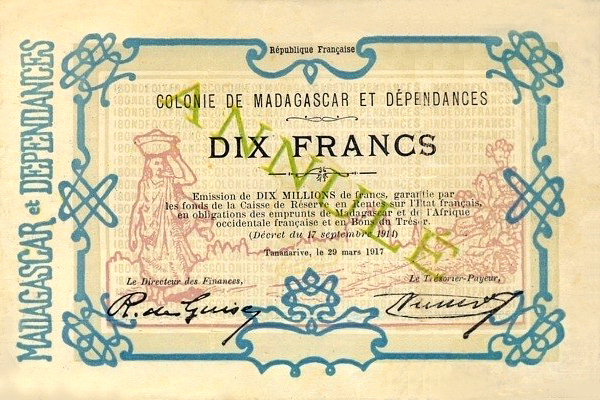 République Française
COLONIE DE MADAGASCAR ET DÉPENDANCES
DIX FRANCS
Emission de DIX MILLIONS de francs, garantie par
les fonds de la Caisse de Réserve en Rentes sur l'Etat français,
en obligations des emprunts de Madagascar et de l'Afrique
occidentale française et en Bons du Trésor.
(Décret du 17 septembre 1914)
Tananarive, le 29 mars 1917
Le Directeur des Finances,
Le Trésorier-Payeur,
R. de Guise
MADAGASCAR et DEPENDANCES
ANNULÉ